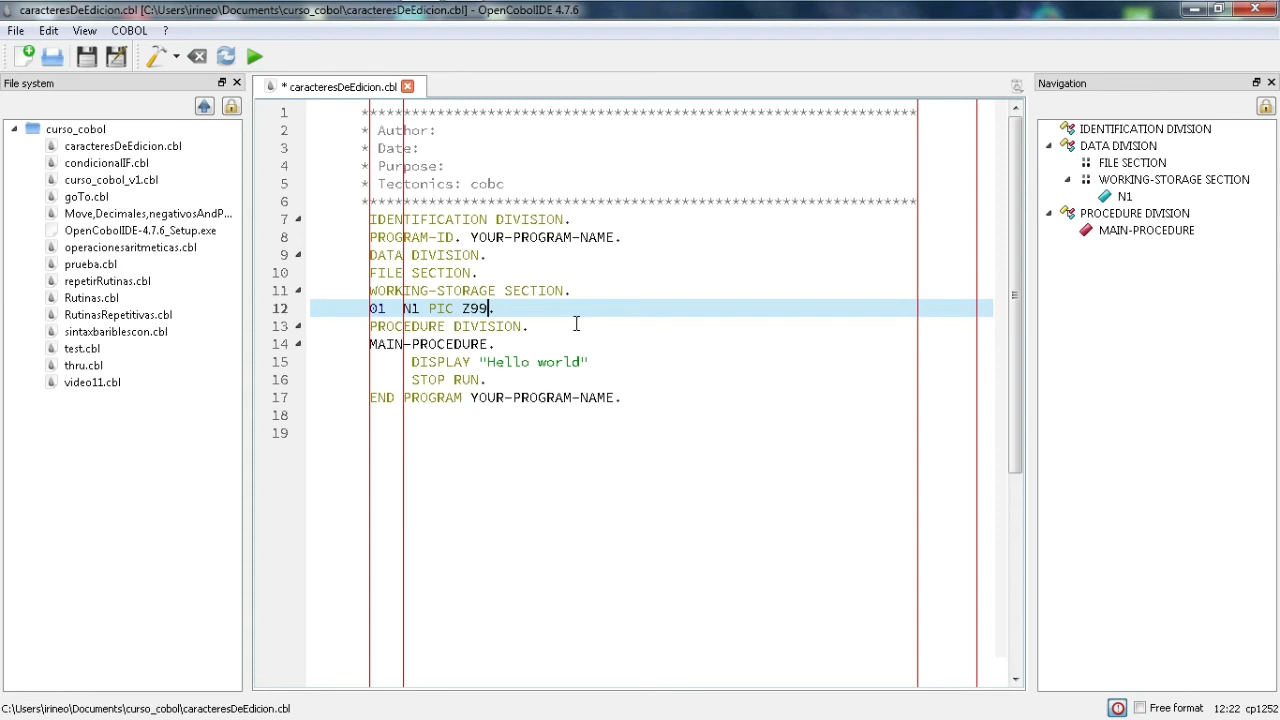 caracteresDeEdicion.cbl [C:\Users\irineo\Documents\curso_cobol\caracteresDeEdicion.cbl] - OpenCobolIDE 4.7.6
File Edit View COBOL ?
File system
* caracteresDeEdicion.cbl
Navigation
curso_cobol
caracteresDeEdicion.cbl
condicionalIF.cbl
curso_cobol_v1.cbl
goTo.cbl
Move,Decimales,negativosAndP...
OpenCobolIDE-4.7.6_Setup.exe
operacionesaritmeticas.cbl
prueba.cbl
repetirRutinas.cbl
Rutinas.cbl
RutinasRepetitivas.cbl
sintaxbariblescon.cbl
test.cbl
thru.cbl
video11.cbl
1 ******************************************************************
2 * Author:
3 * Date:
4 * Purpose:
5 * Tectonics: cobc
6 ******************************************************************
7 IDENTIFICATION DIVISION.
8 PROGRAM-ID. YOUR-PROGRAM-NAME.
9 DATA DIVISION.
10 FILE SECTION.
11 WORKING-STORAGE SECTION.
12 01 N1 PIC Z99.
13 PROCEDURE DIVISION.
14 MAIN-PROCEDURE.
15 DISPLAY "Hello world"
16 STOP RUN.
17 END PROGRAM YOUR-PROGRAM-NAME.
18
19
IDENTIFICATION DIVISION
DATA DIVISION
FILE SECTION
WORKING-STORAGE SECTION
N1
PROCEDURE DIVISION
MAIN-PROCEDURE
C:\Users\irineo\Documents\curso_cobol\caracteresDeEdicion.cbl
Free format 12:22 cp1252